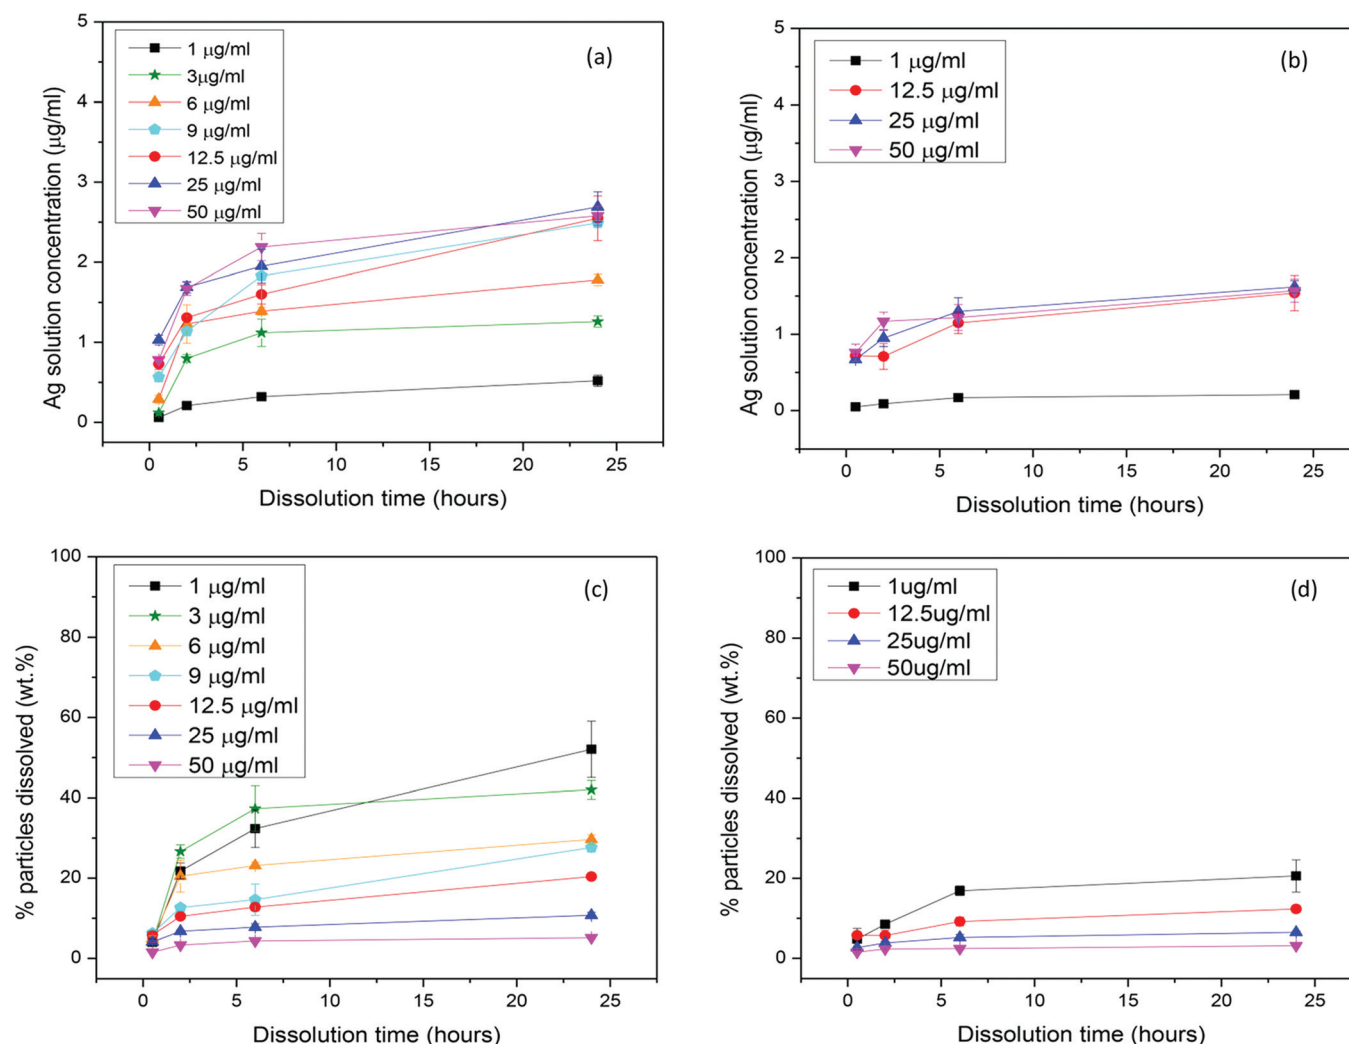 (a)
1 μg/ml
3μg/ml
6 μg/ml
9 μg/ml
12.5 μg/ml
25 μg/ml
50 μg/ml
Ag solution concentration (μg/ml)
5
4
3
2
1
0
0 5 10 15 20 25
Dissolution time (hours)
(b)
1 μg/ml
12.5 μg/ml
25 μg/ml
50 μg/ml
Ag solution concentration (μg/ml)
5
4
3
2
1
0
0 5 10 15 20 25
Dissolution time (hours)
(c)
1 μg/ml
3 μg/ml
6 μg/ml
9 μg/ml
12.5 μg/ml
25 μg/ml
50 μg/ml
% particles dissolved (wt.%)
100
80
60
40
20
0
0 5 10 15 20 25
Dissolution time (hours)
(d)
1ug/ml
12.5ug/ml
25ug/ml
50ug/ml
% particles dissolved (wt.%)
100
80
60
40
20
0
0 5 10 15 20 25
Dissolution time (hours)